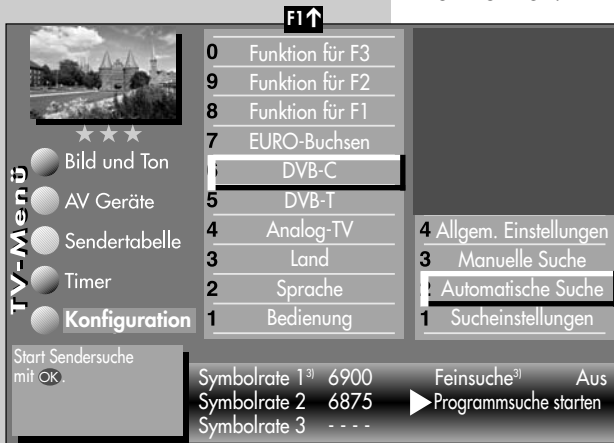 F1↑
TV-Menü
Bild und Ton
AV Geräte
Sendertabelle
Timer
Konfiguration
0 Funktion für F3
9 Funktion für F2
8 Funktion für F1
7 EURO-Buchsen
DVB-C
5 DVB-T
4 Analog-TV
3 Land
2 Sprache
1 Bedienung
4 Allgem. Einstellungen
3 Manuelle Suche
2 Automatische Suche
1 Sucheinstellungen
Start Sendersuche
mit OK.
Symbolrate 1³⁾ 6900 Feinsuche³⁾ Aus
Symbolrate 2 6875 Programmsuche starten
Symbolrate 3 - - - -